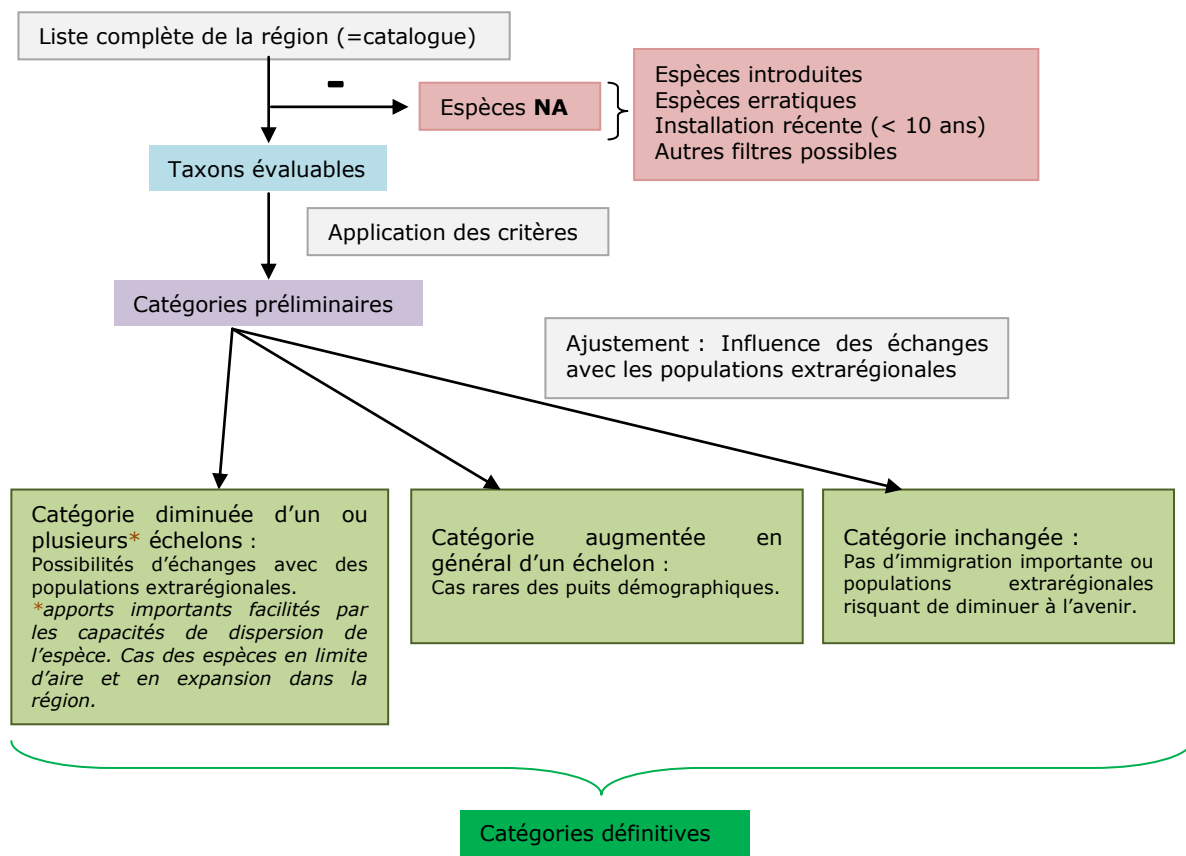 Liste complète de la région (=catalogue)
-
Espèces NA
Espèces introduites
Espèces erratiques
Installation récente (< 10 ans)
Autres filtres possibles
Taxons évaluables
Application des critères
Catégories préliminaires
Ajustement : Influence des échanges
avec les populations extrarégionales
Catégorie diminuée d'un ou
plusieurs* échelons :
Possibilités d'échanges avec des
populations extrarégionales.
*apports importants facilités par
les capacités de dispersion de
l'espèce. Cas des espèces en limite
d'aire et en expansion dans la
région.
Catégorie augmentée en
général d'un échelon :
Cas rares des puits démographiques.
Catégorie inchangée :
Pas d'immigration importante ou
populations extrarégionales
risquant de diminuer à l'avenir.
Catégories définitives